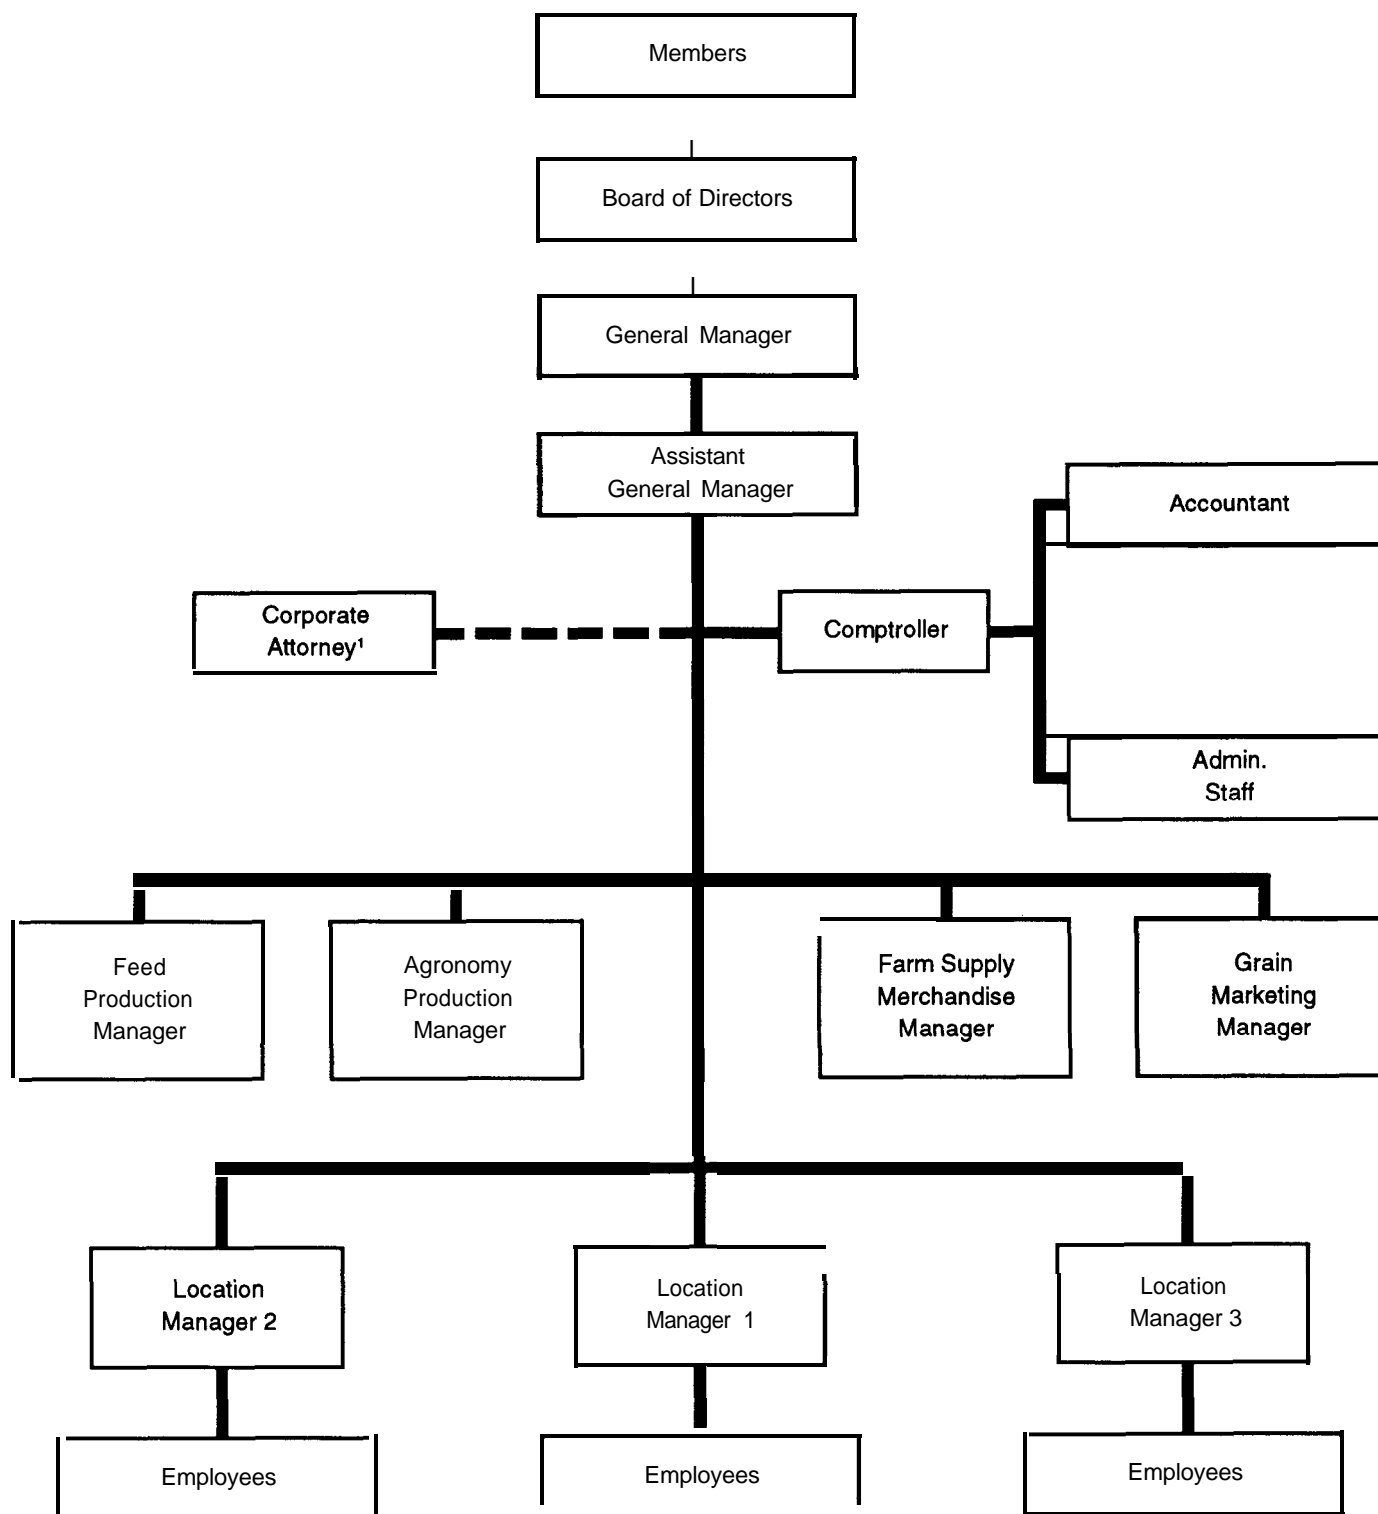 Members
Board of Directors
General Manager
Assistant
General Manager
Accountant
Corporate
Attorney¹
Comptroller
Admin.
Staff
Feed
Production
Manager
Agronomy
Production
Manager
Farm Supply
Merchandise
Manager
Grain
Marketing
Manager
Location
Manager 2
Location
Manager 1
Location
Manager 3
Employees
Employees
Employees